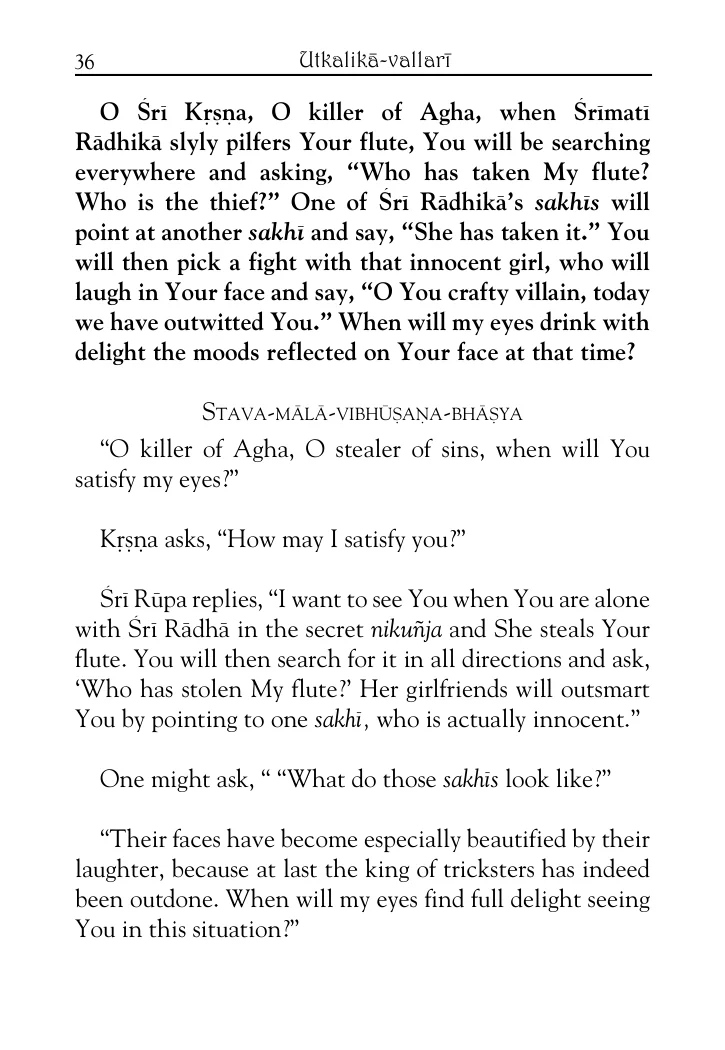 36 Utkalikā-vallarī
O Śrī Kṛṣṇa, O killer of Agha, when Śrīmatī
Rādhikā slyly pilfers Your flute, You will be searching
everywhere and asking, “Who has taken My flute?
Who is the thief?” One of Śrī Rādhikā’s sakhīs will
point at another sakhī and say, “She has taken it.” You
will then pick a fight with that innocent girl, who will
laugh in Your face and say, “O You crafty villain, today
we have outwitted You.” When will my eyes drink with
delight the moods reflected on Your face at that time?
Stava-mālā-vibhūṣaṇa-bhāṣya
“O killer of Agha, O stealer of sins, when will You
satisfy my eyes?”
Kṛṣṇa asks, “How may I satisfy you?”
Śrī Rūpa replies, “I want to see You when You are alone
with Śrī Rādhā in the secret nikuñja and She steals Your
flute. You will then search for it in all directions and ask,
‘Who has stolen My flute?’ Her girlfriends will outsmart
You by pointing to one sakhī, who is actually innocent.”
One might ask, “ “What do those sakhīs look like?”
“Their faces have become especially beautified by their
laughter, because at last the king of tricksters has indeed
been outdone. When will my eyes find full delight seeing
You in this situation?”